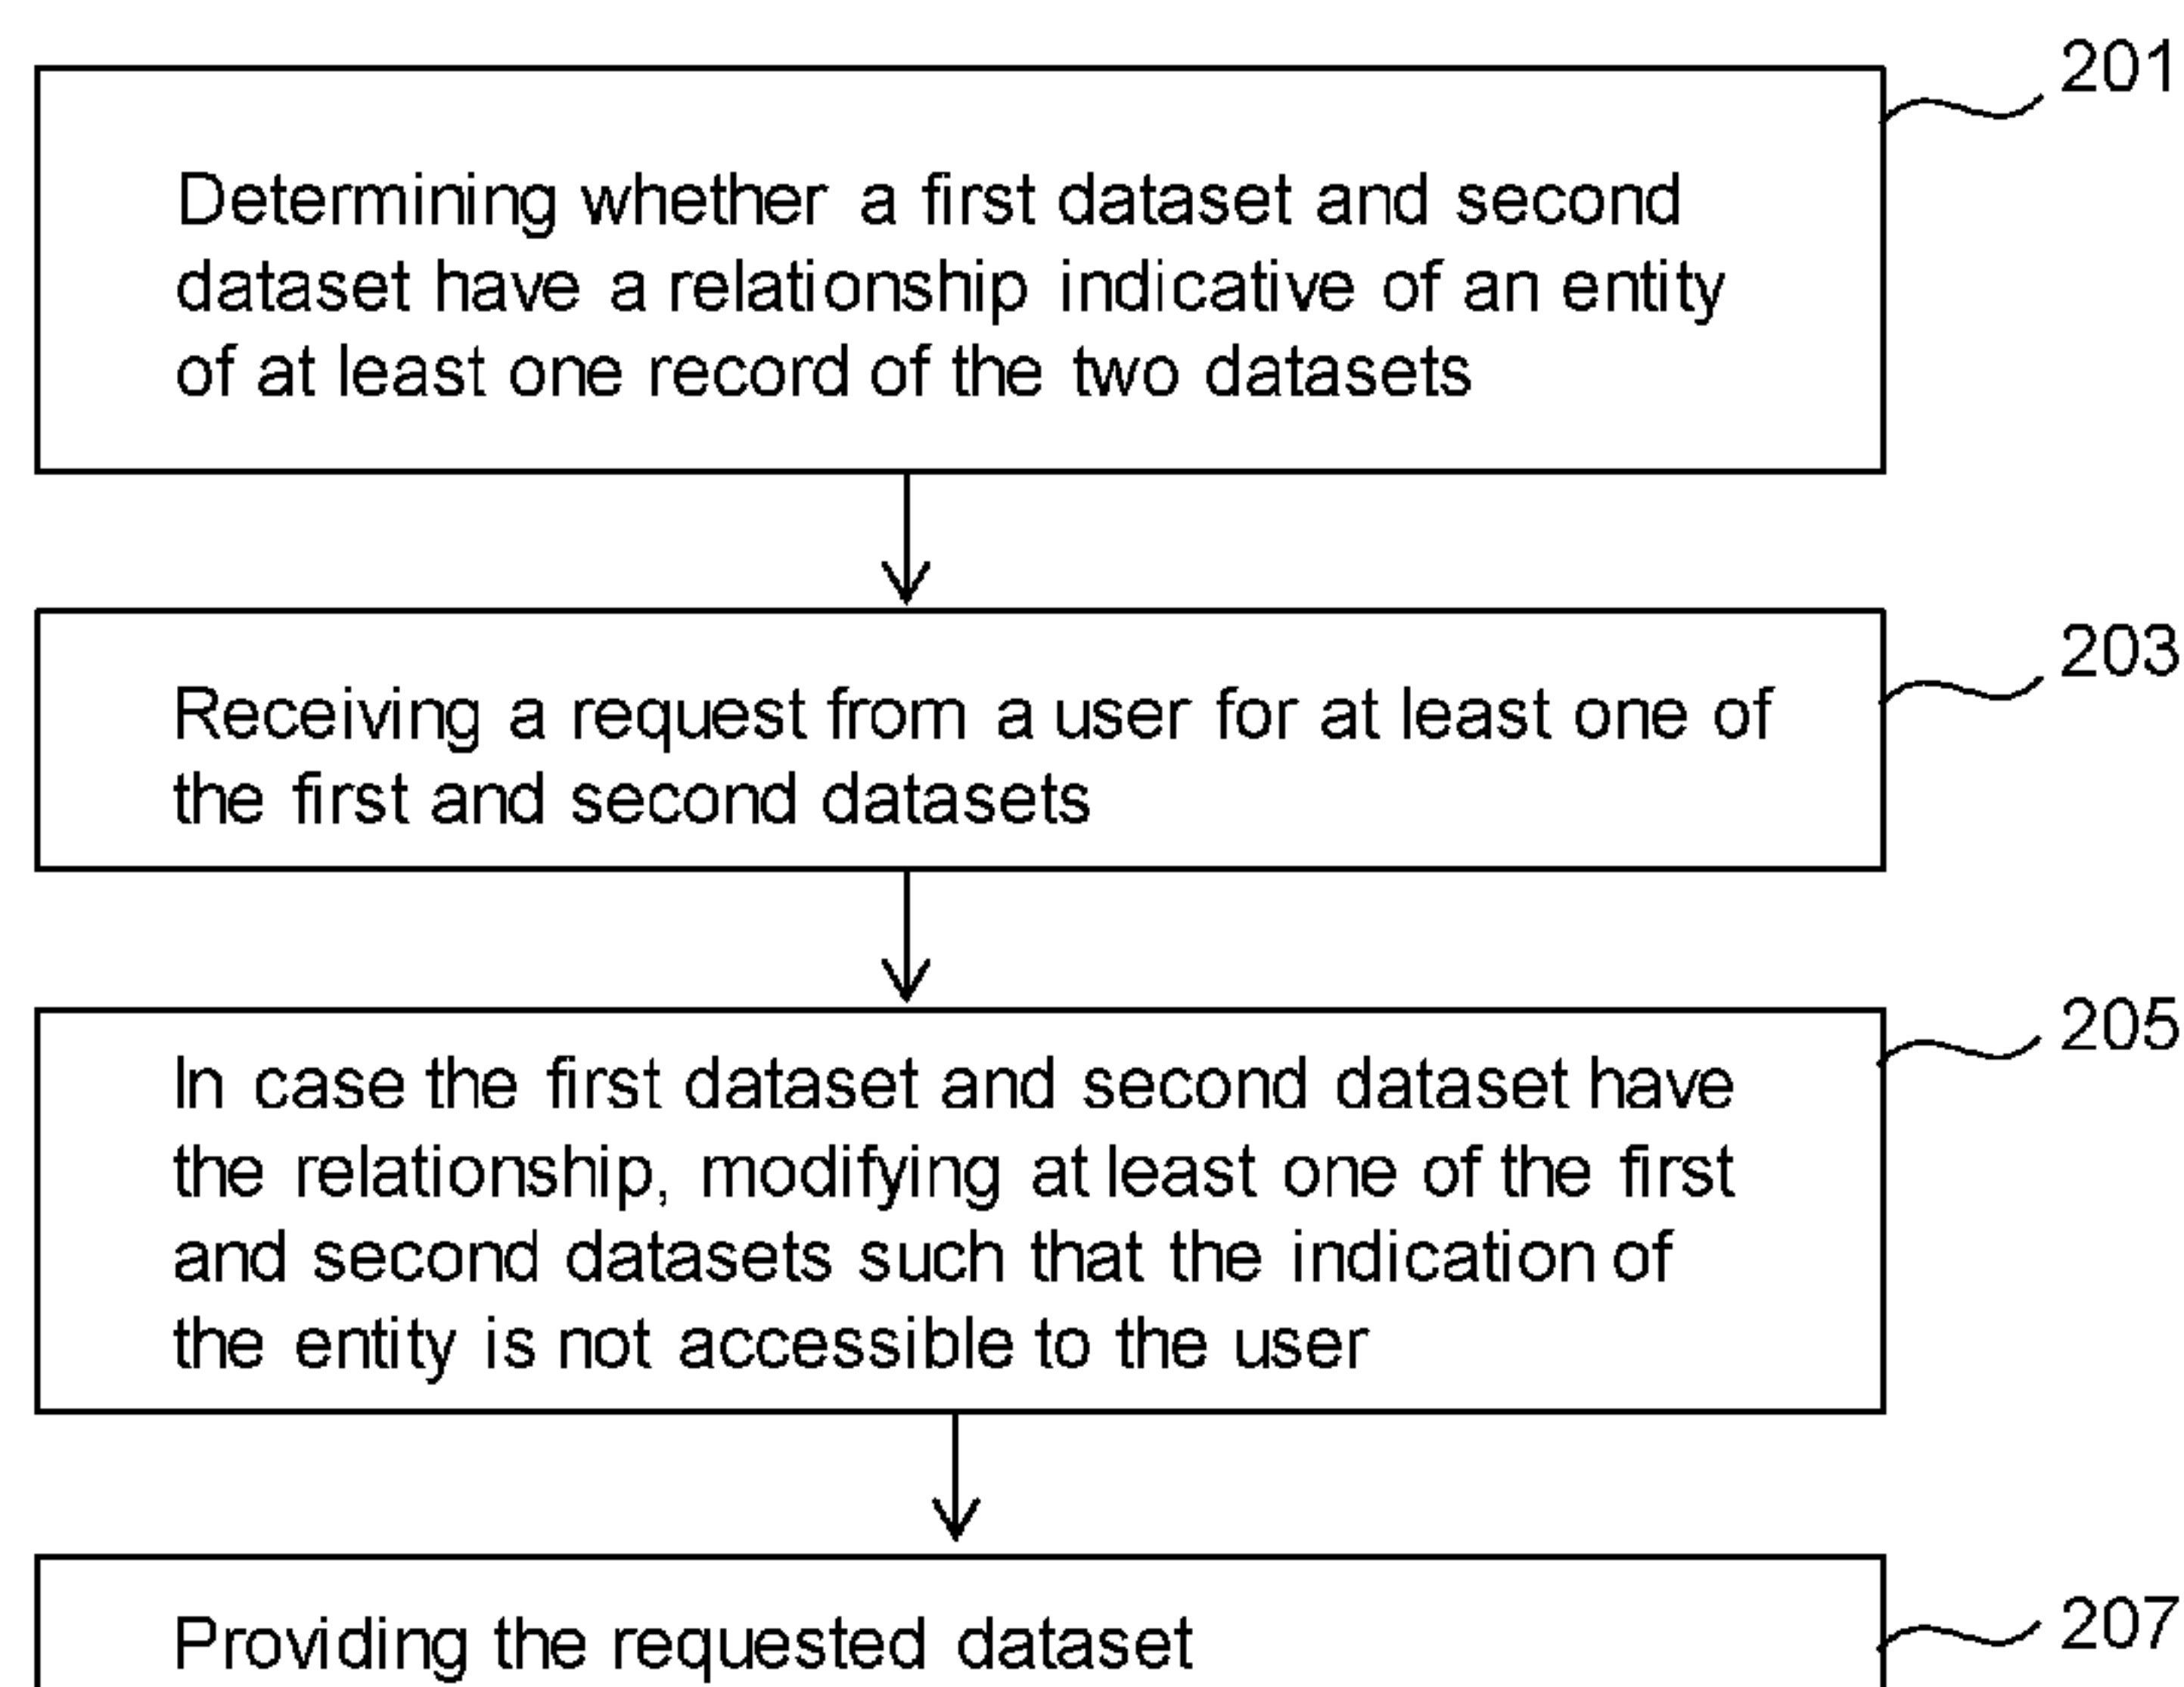 201
Determining whether a first dataset and second
dataset have a relationship indicative of an entity
of at least one record of the two datasets
203
Receiving a request from a user for at least one of
the first and second datasets
205
In case the first dataset and second dataset have
the relationship, modifying at least one of the first
and second datasets such that the indication of
the entity is not accessible to the user
207
Providing the requested dataset